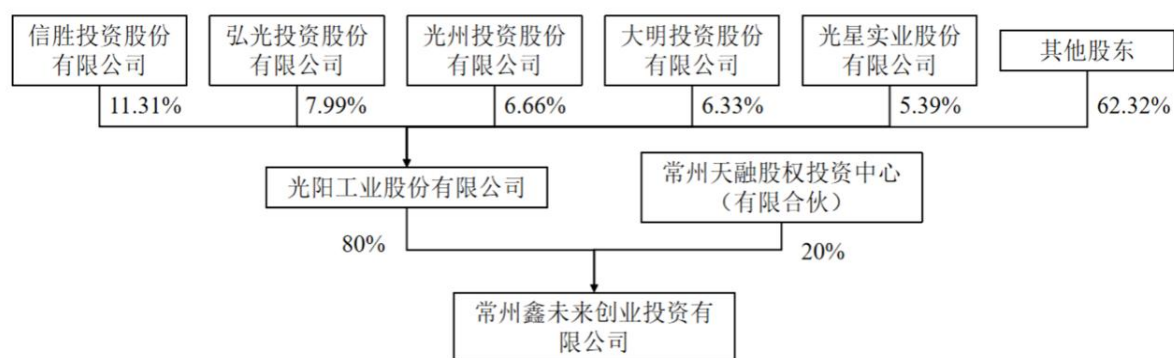 信胜投资股份
有限公司
弘光投资股份
有限公司
光州投资股份
有限公司
大明投资股份
有限公司
光星实业股份
有限公司
其他股东
11.31%
7.99%
6.66%
6.33%
5.39%
62.32%
光阳工业股份有限公司
常州天融股权投资中心
（有限合伙）
80%
20%
常州鑫未来创业投资有
限公司